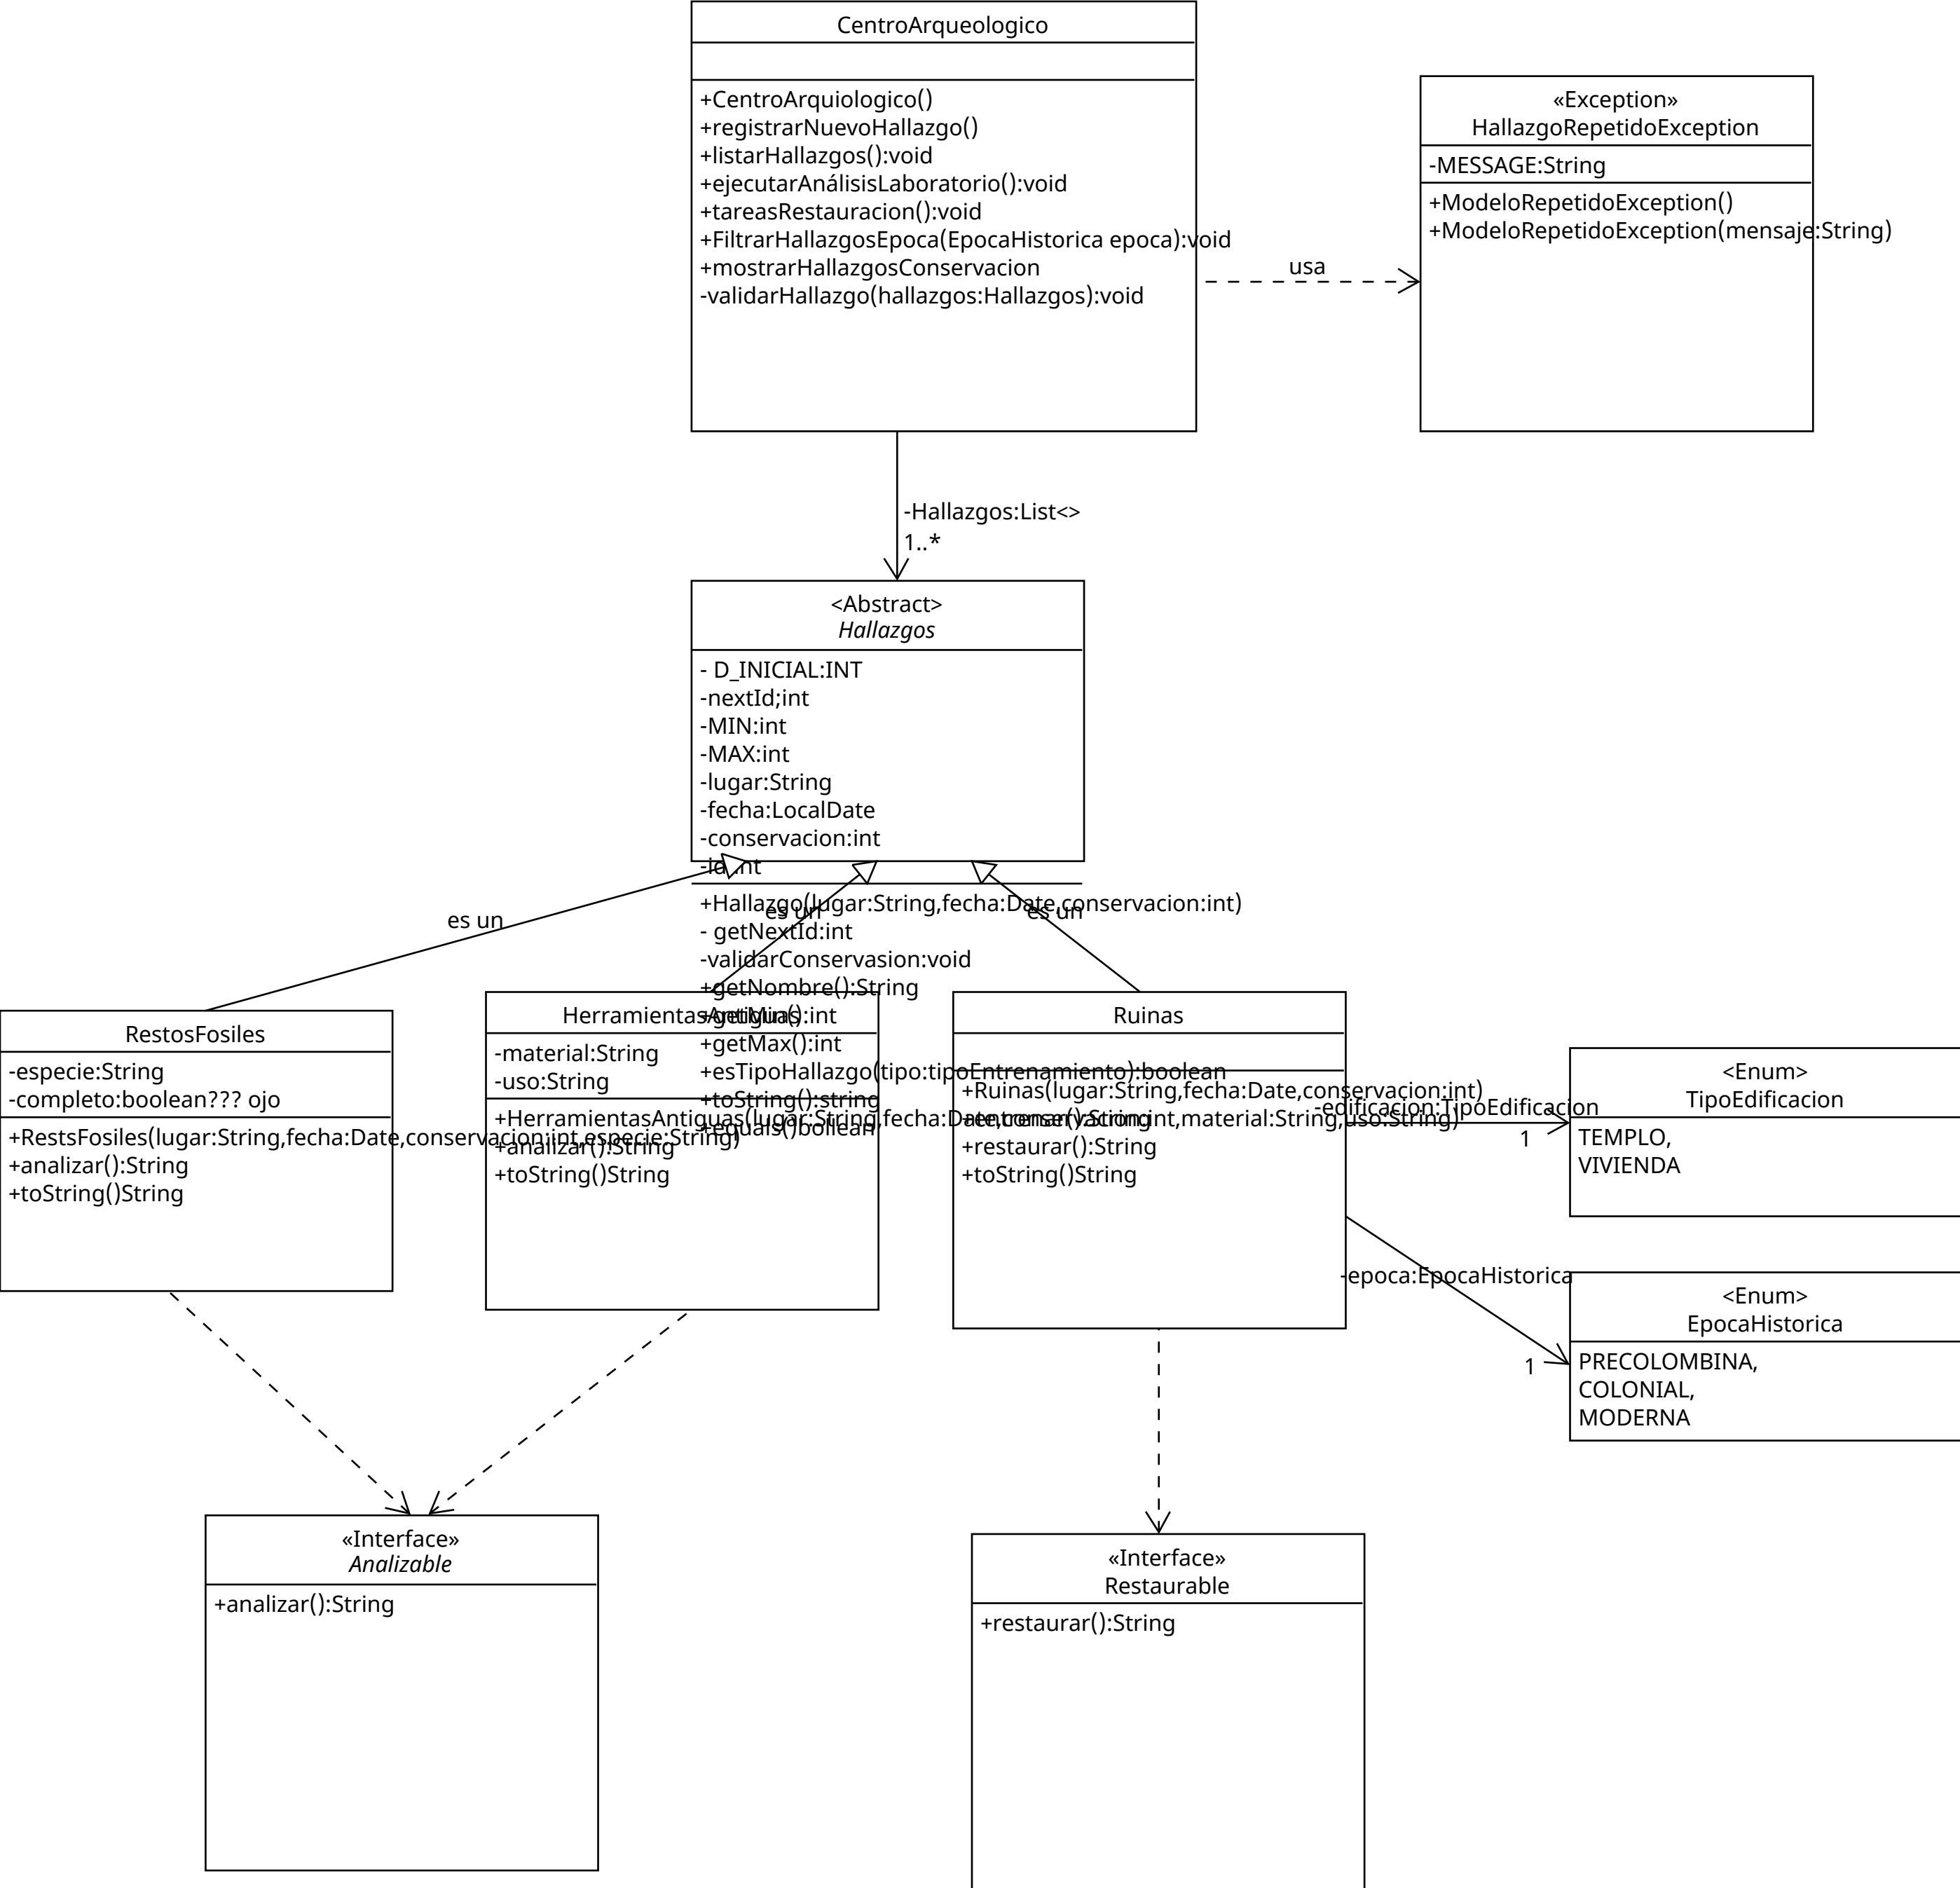 CentroArqueologico
+CentroArquiologico()
+registrarNuevoHallazgo()
+listarHallazgos():void
+ejecutarAnálisisLaboratorio():void
+tareasRestauracion():void
+FiltrarHallazgosEpoca(EpocaHistorica epoca):void
+mostrarHallazgosConservacion
-validarHallazgo(hallazgos:Hallazgos):void
«Exception»
HallazgoRepetidoException
-MESSAGE:String
+ModeloRepetidoException()
+ModeloRepetidoException(mensaje:String)
usa
-Hallazgos:List<>
1..*
<Abstract>
Hallazgos
- D_INICIAL:INT
-nextId;int
-MIN:int
-MAX:int
-lugar:String
-fecha:LocalDate
-conservacion:int
-id:int
+Hallazgo(lugar:String,fecha:Date,conservacion:int)
- getNextId:int
-validarConservasion:void
+getNombre():String
+getMin():int
+getMax():int
+esTipoHallazgo(tipo:tipoEntrenamiento):boolean
+toString():string
+equals()bollean
es un
es un
es un
RestosFosiles
-especie:String
-completo:boolean??? ojo
+RestsFosiles(lugar:String,fecha:Date,conservacion:int,especie:String)
+analizar():String
+toString()String
HerramientasAntiguas
-material:String
-uso:String
+HerramientasAntiguas(lugar:String,fecha:Date,conservacion:int,material:String,uso:String)
+analizar():String
+toString()String
Ruinas
+Ruinas(lugar:String,fecha:Date,conservacion:int)
+entrenar():String
+restaurar():String
+toString()String
-edificacion:TipoEdificacion
1
<Enum>
TipoEdificacion
TEMPLO,
VIVIENDA
-epoca:EpocaHistorica
1
<Enum>
EpocaHistorica
PRECOLOMBINA,
COLONIAL,
MODERNA
«Interface»
Analizable
+analizar():String
«Interface»
Restaurable
+restaurar():String